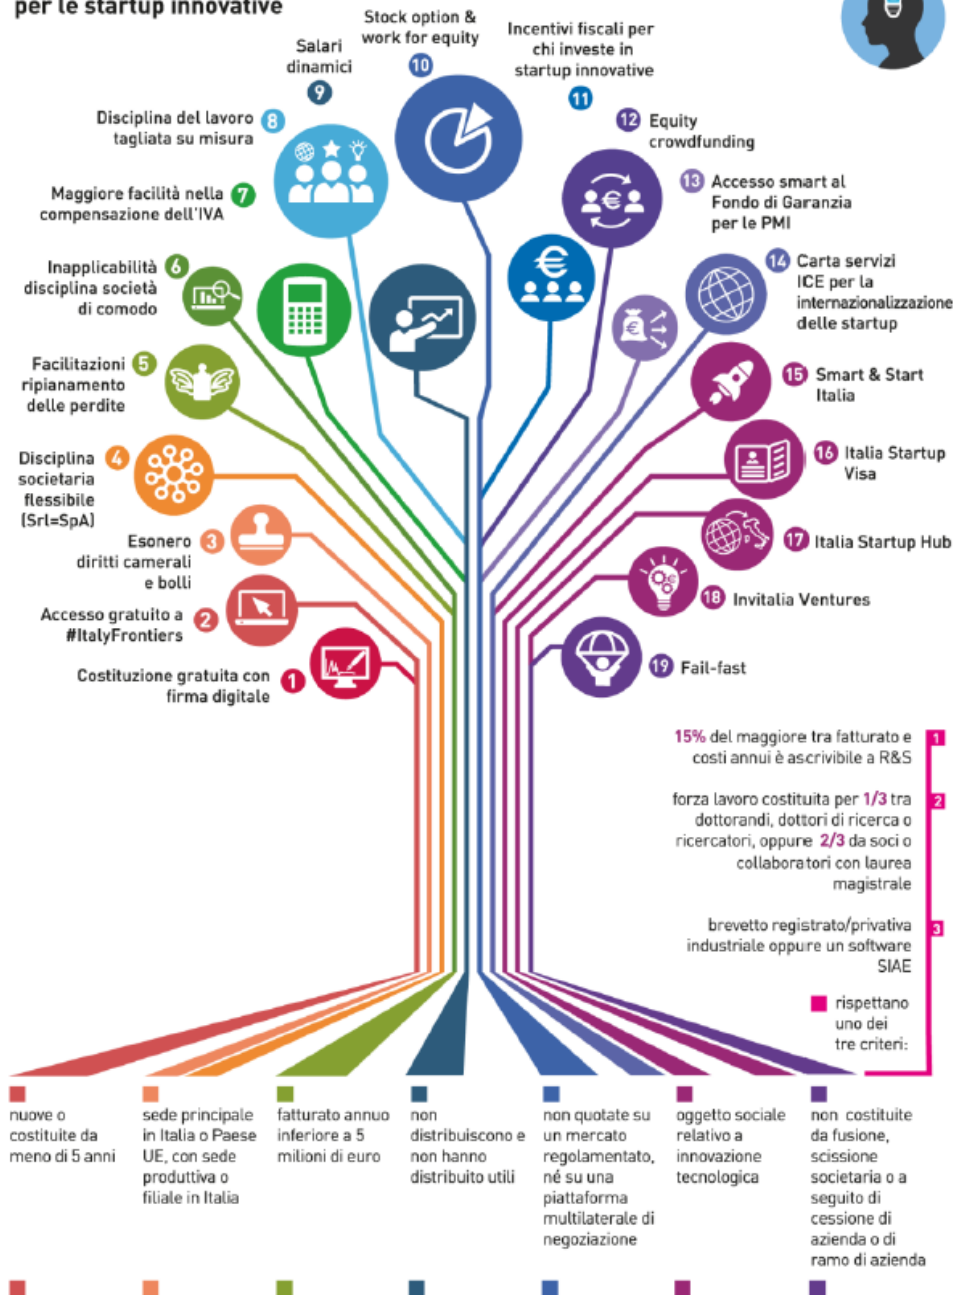 per le startup innovative
Stock option &
work for equity
10
Incentivi fiscali per
chi investe in
startup innovative
11
Salari
dinamici
9
Disciplina del lavoro
tagliata su misura
8
12
Equity
crowdfunding
Maggiore facilità nella
compensazione dell'IVA
7
13
Accesso smart al
Fondo di Garanzia
per le PMI
Inapplicabilità
disciplina società
di comodo
6
14
Carta servizi
ICE per la
internazionalizzazione
delle startup
Facilitazioni
ripianamento
delle perdite
5
15
Smart & Start
Italia
Disciplina
societaria
flessibile
(Srl=SpA)
4
16
Italia Startup
Visa
Esonero
diritti camerali
e bolli
3
17
Italia Startup Hub
Accesso gratuito a
#ItalyFrontiers
2
18
Invitalia Ventures
Costituzione gratuita con
firma digitale
1
19
Fail-fast
15% del maggiore tra fatturato e
costi annui è ascrivibile a R&S
1
forza lavoro costituita per 1/3 tra
dottorandi, dottori di ricerca o
ricercatori, oppure 2/3 da soci o
collaboratori con laurea
magistrale
2
brevetto registrato/privativa
industriale oppure un software
SIAE
3
rispettano
uno dei
tre criteri:
nuove o
costituite da
meno di 5 anni
sede principale
in Italia o Paese
UE, con sede
produttiva o
filiale in Italia
fatturato annuo
inferiore a 5
milioni di euro
non
distribuiscono e
non hanno
distribuito utili
non quotate su
un mercato
regolamentato,
né su una
piattaforma
multilaterale di
negoziazione
oggetto sociale
relativo a
innovazione
tecnologica
non costituite
da fusione,
scissione
societaria o a
seguito di
cessione di
azienda o di
ramo di azienda